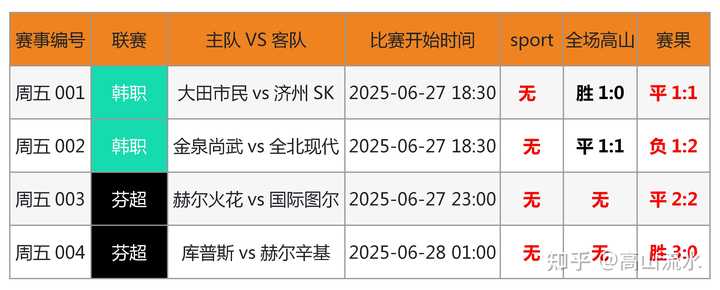 赛事编号 联赛 主队 VS 客队 比赛开始时间 sport 全场高山 赛果
周五 001 韩职 大田市民 vs 济州 SK 2025-06-27 18:30 无 胜 1:0 平 1:1
周五 002 韩职 金泉尚武 vs 全北现代 2025-06-27 18:30 无 平 1:1 负 1:2
周五 003 芬超 赫尔火花 vs 国际图尔 2025-06-27 23:00 无 无 平 2:2
周五 004 芬超 库普斯 vs 赫尔辛基 2025-06-28 01:00 无 无 胜 3:0
知乎 @高山流水